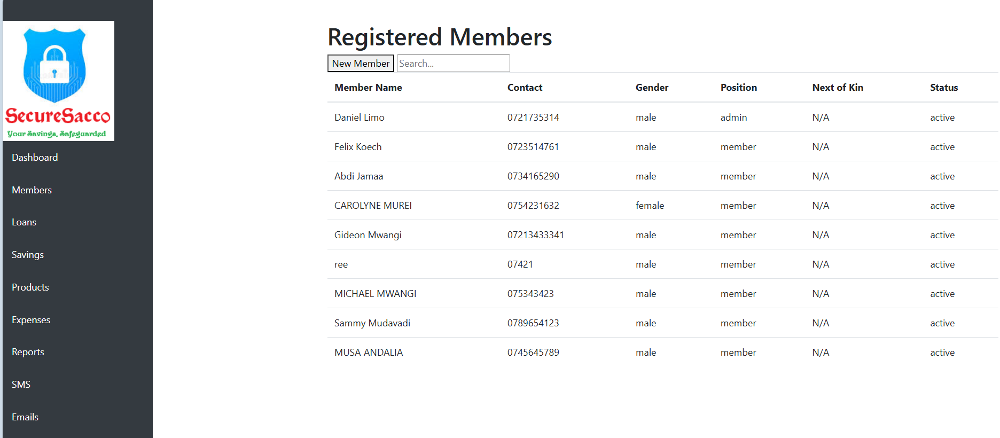 SecureSacco
Your Savings, Safeguarded
Dashboard
Members
Loans
Savings
Products
Expenses
Reports
SMS
Emails
Registered Members
New Member Search...
Member Name Contact Gender Position Next of Kin Status
Daniel Limo 0721735314 male admin N/A active
Felix Koech 0723514761 male member N/A active
Abdi Jamaa 0734165290 male member N/A active
CAROLYNE MUREI 0754231632 female member N/A active
Gideon Mwangi 07213433341 male member N/A active
ree 07421 male member N/A active
MICHAEL MWANGI 075343423 male member N/A active
Sammy Mudavadi 0789654123 male member N/A active
MUSA ANDALIA 0745645789 male member N/A active